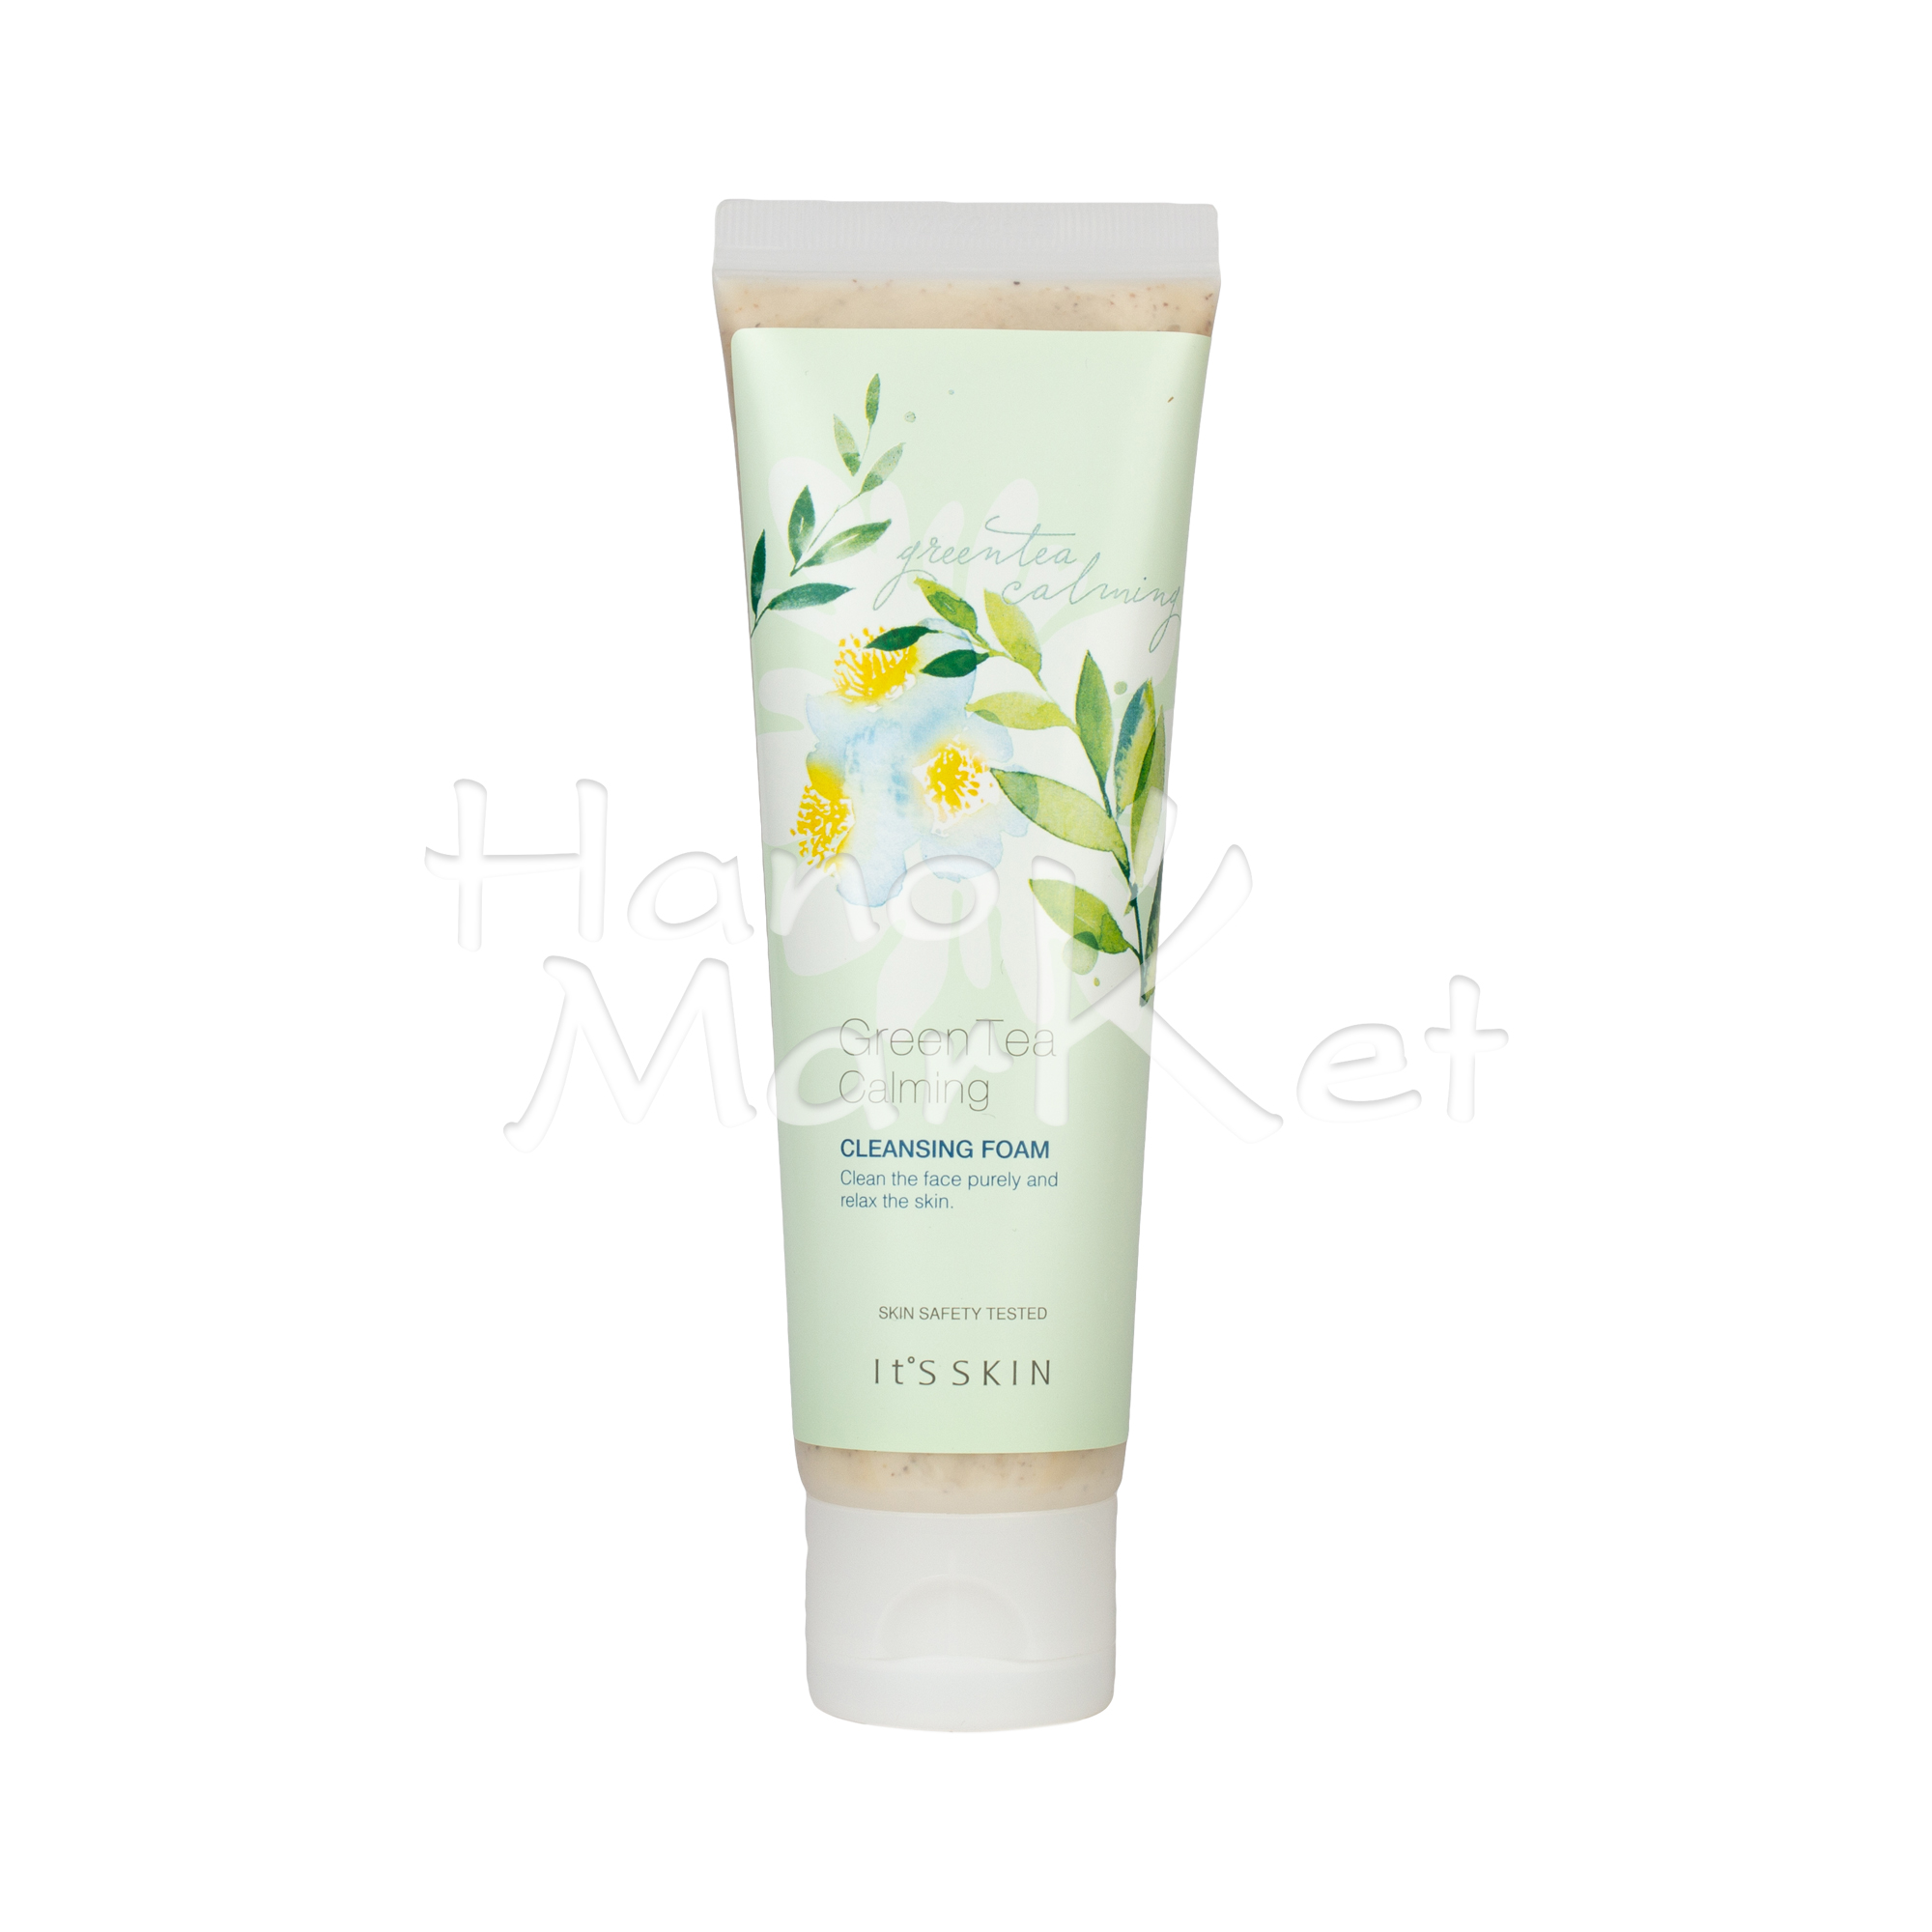 greentea
calming
Hanok
Market
Green Tea
Calming
CLEANSING FOAM
Clean the face purely and
relax the skin.
SKIN SAFETY TESTED
It'S SKIN